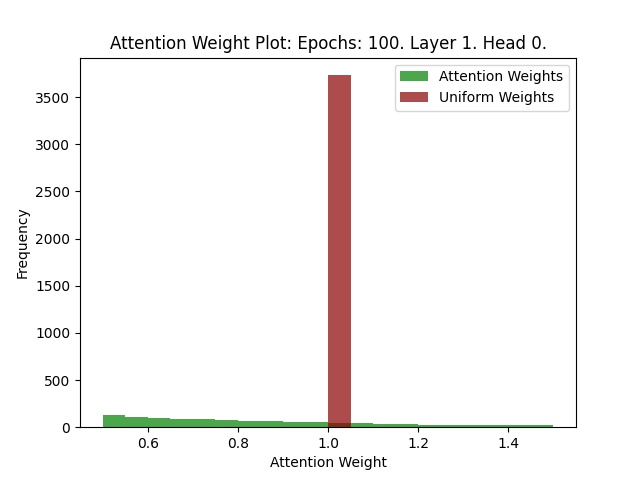 Attention Weight Plot: Epochs: 100. Layer 1. Head 0.
Attention Weights
Uniform Weights
Frequency
3500
3000
2500
2000
1500
1000
500
0
0.6 0.8 1.0 1.2 1.4
Attention Weight